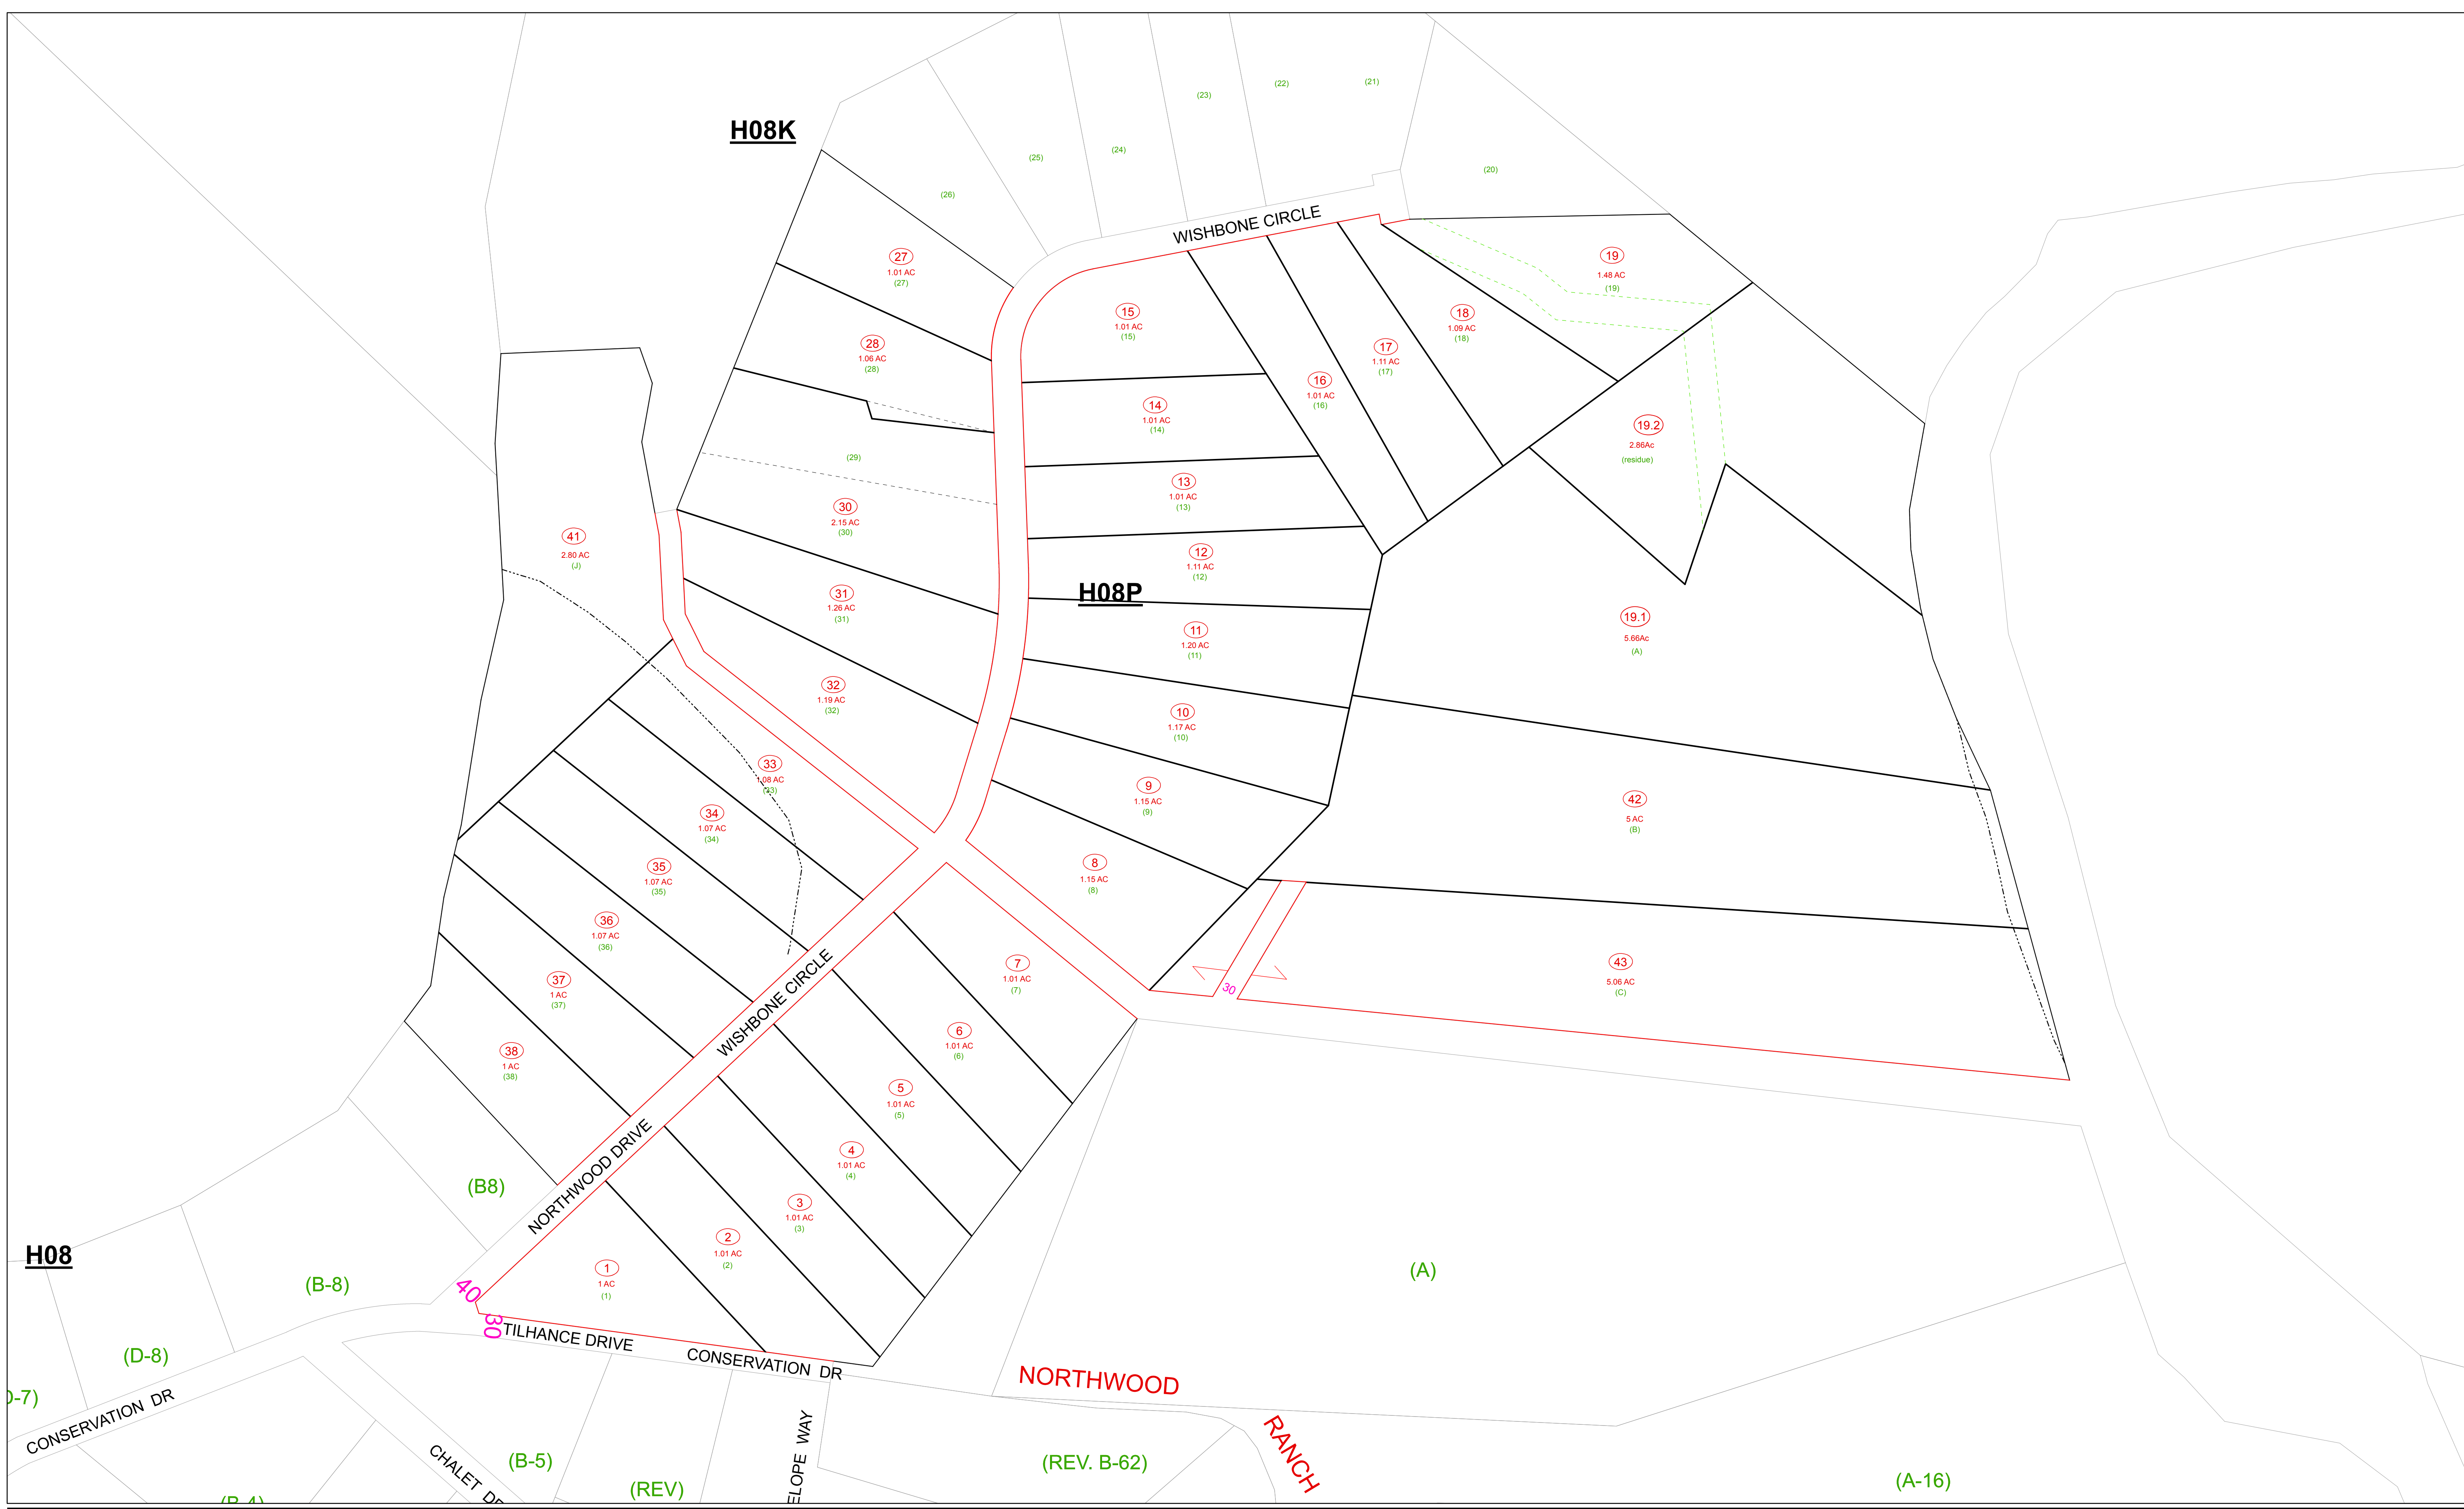 (21)
(22)
(23)
H08K
(24)
(25)
(20)
(26)
WISHBONE CIRCLE
27
1.01 AC
(27)
19
1.48 AC
(19)
15
1.01 AC
(15)
18
1.09 AC
(18)
28
1.06 AC
(28)
17
1.11 AC
(17)
16
1.01 AC
(16)
14
1.01 AC
(14)
19.2
2.86Ac
(residue)
(29)
13
1.01 AC
(13)
30
2.15 AC
(30)
41
2.80 AC
(J)
12
1.11 AC
(12)
H08P
31
1.26 AC
(31)
19.1
5.66Ac
(A)
11
1.20 AC
(11)
32
1.19 AC
(32)
10
1.17 AC
(10)
33
1.08 AC
(33)
9
1.15 AC
(9)
42
5 AC
(B)
34
1.07 AC
(34)
35
1.07 AC
(35)
8
1.15 AC
(8)
36
1.07 AC
(36)
7
1.01 AC
(7)
43
5.06 AC
(C)
37
1 AC
(37)
30
WISHBONE CIRCLE
6
1.01 AC
(6)
38
1 AC
(38)
5
1.01 AC
(5)
4
1.01 AC
(4)
NORTHWOOD DRIVE
(B8)
3
1.01 AC
(3)
2
1.01 AC
(2)
H08
1
1 AC
(1)
(A)
(B-8)
40
30
TILHANCE DRIVE
CONSERVATION DR
(D-8)
NORTHWOOD
RANCH
D-7)
CONSERVATION DR
CHALET
(B-5)
ELOPE WAY
(REV. B-62)
(REV)
(A-16)